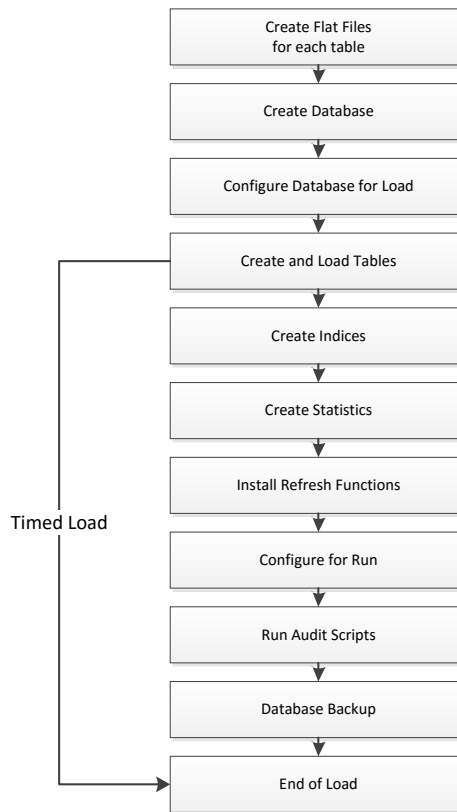 Create Flat Files
for each table
Create Database
Configure Database for Load
Create and Load Tables
Create Indices
Create Statistics
Install Refresh Functions
Timed Load
Configure for Run
Run Audit Scripts
Database Backup
End of Load